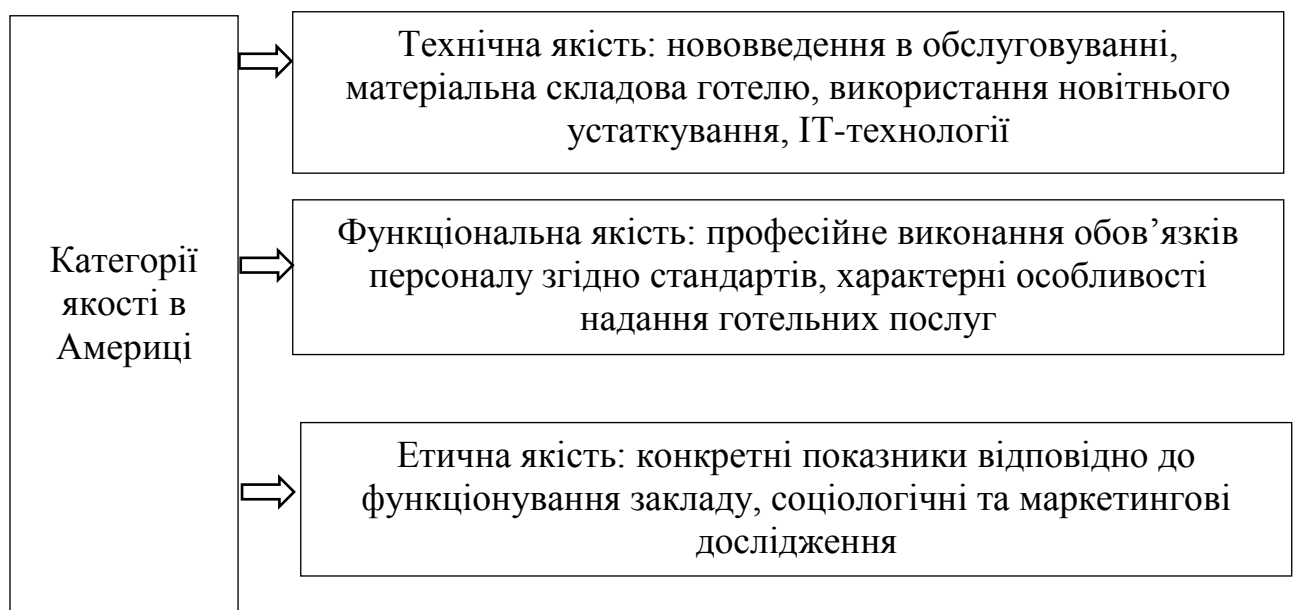 Категорії
якості в
Америці
Технічна якість: нововведення в обслуговуванні,
матеріальна складова готелю, використання новітнього
устаткування, ІТ-технології
Функціональна якість: професійне виконання обов’язків
персоналу згідно стандартів, характерні особливості
надання готельних послуг
Етична якість: конкретні показники відповідно до
функціонування закладу, соціологічні та маркетингові
дослідження